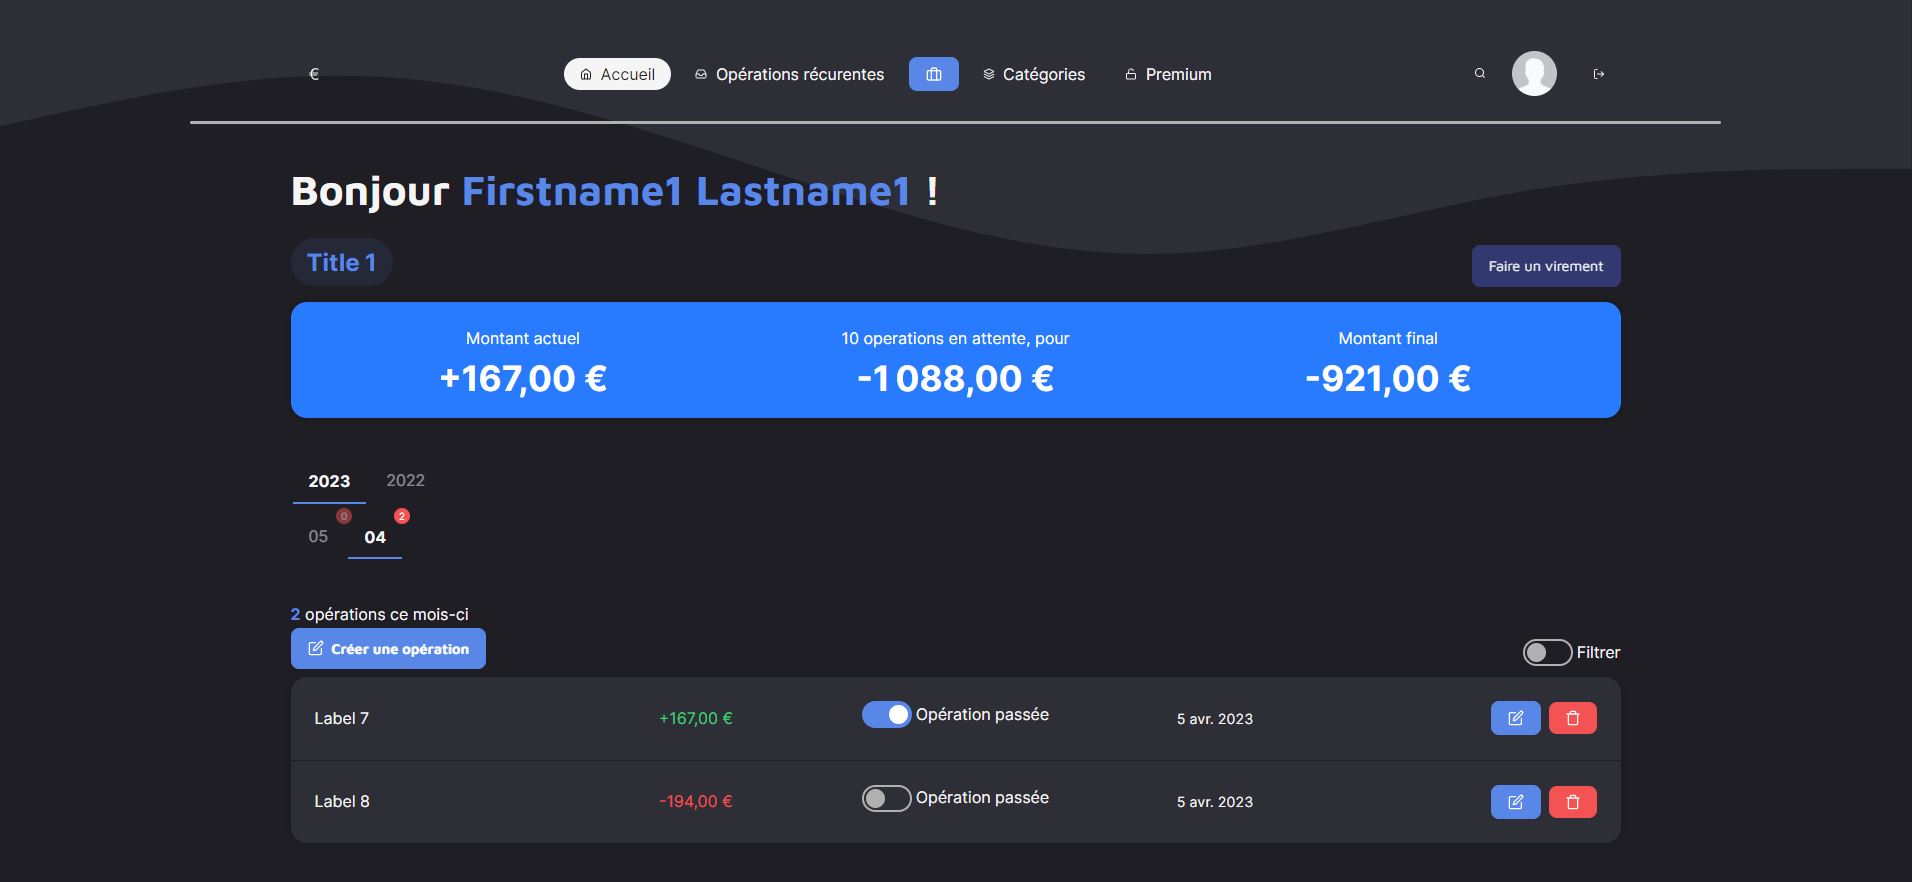 €
Accueil
Opérations récurentes
Catégories
Premium
Bonjour Firstname1 Lastname1 !
Title 1
Faire un virement
Montant actuel
+167,00 €
10 operations en attente, pour
-1 088,00 €
Montant final
-921,00 €
2023
2022
0
2
05
04
2 opérations ce mois-ci
Créer une opération
Filtrer
Label 7
+167,00 €
Opération passée
5 avr. 2023
Label 8
-194,00 €
Opération passée
5 avr. 2023